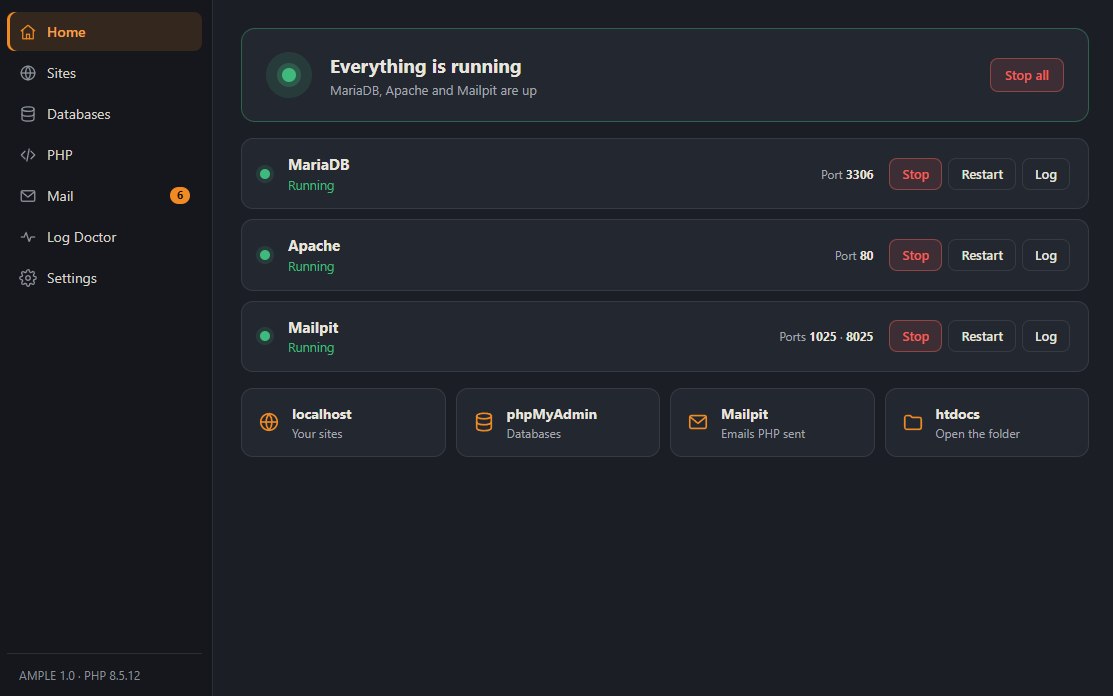 Home
Sites
Databases
PHP
Mail 6
Log Doctor
Settings
AMPLE 1.0 · PHP 8.5.12
Everything is running
MariaDB, Apache and Mailpit are up
Stop all
MariaDB
Running
Port 3306 Stop Restart Log
Apache
Running
Port 80 Stop Restart Log
Mailpit
Running
Ports 1025 · 8025 Stop Restart Log
localhost
Your sites
phpMyAdmin
Databases
Mailpit
Emails PHP sent
htdocs
Open the folder